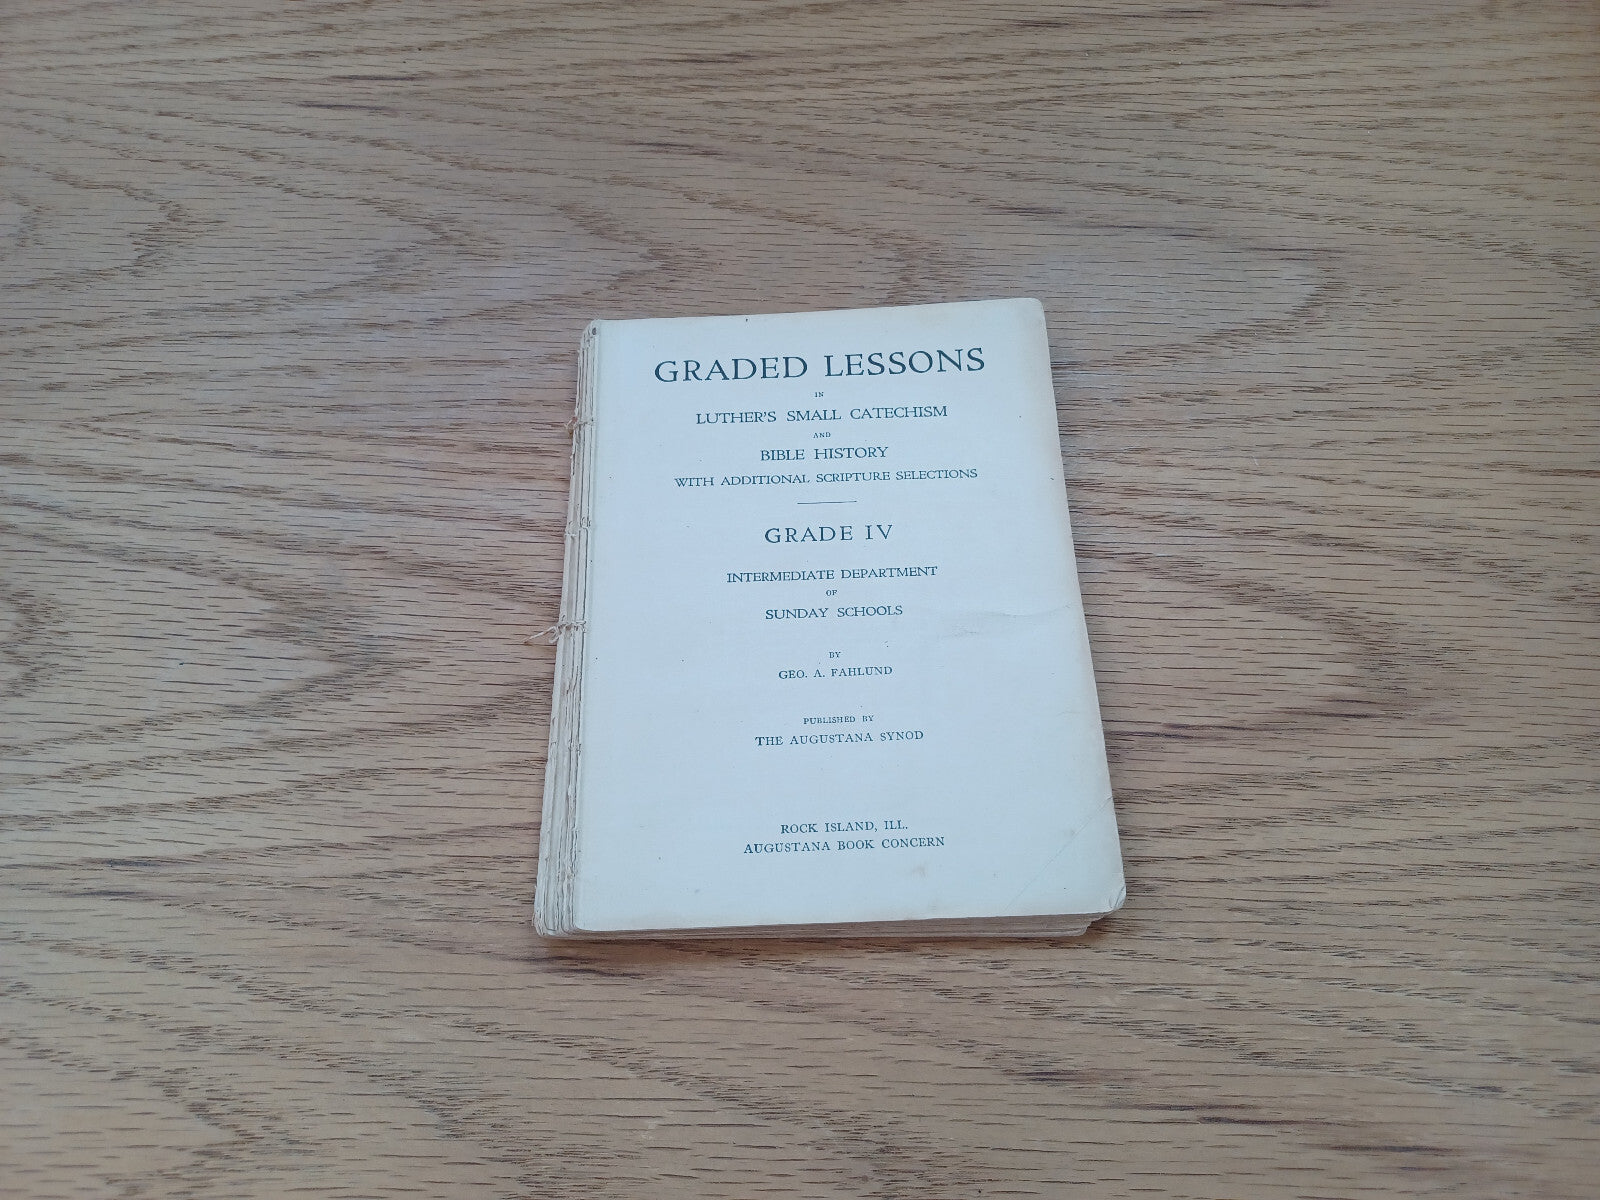 GRADED LESSONS
IN
LUTHER'S SMALL CATECHISM
AND
BIBLE HISTORY
WITH ADDITIONAL SCRIPTURE SELECTIONS
GRADE IV
INTERMEDIATE DEPARTMENT
OF
SUNDAY SCHOOLS
BY
GEO. A. FAHLUND
PUBLISHED BY
THE AUGUSTANA SYNOD
ROCK ISLAND, ILL.
AUGUSTANA BOOK CONCERN